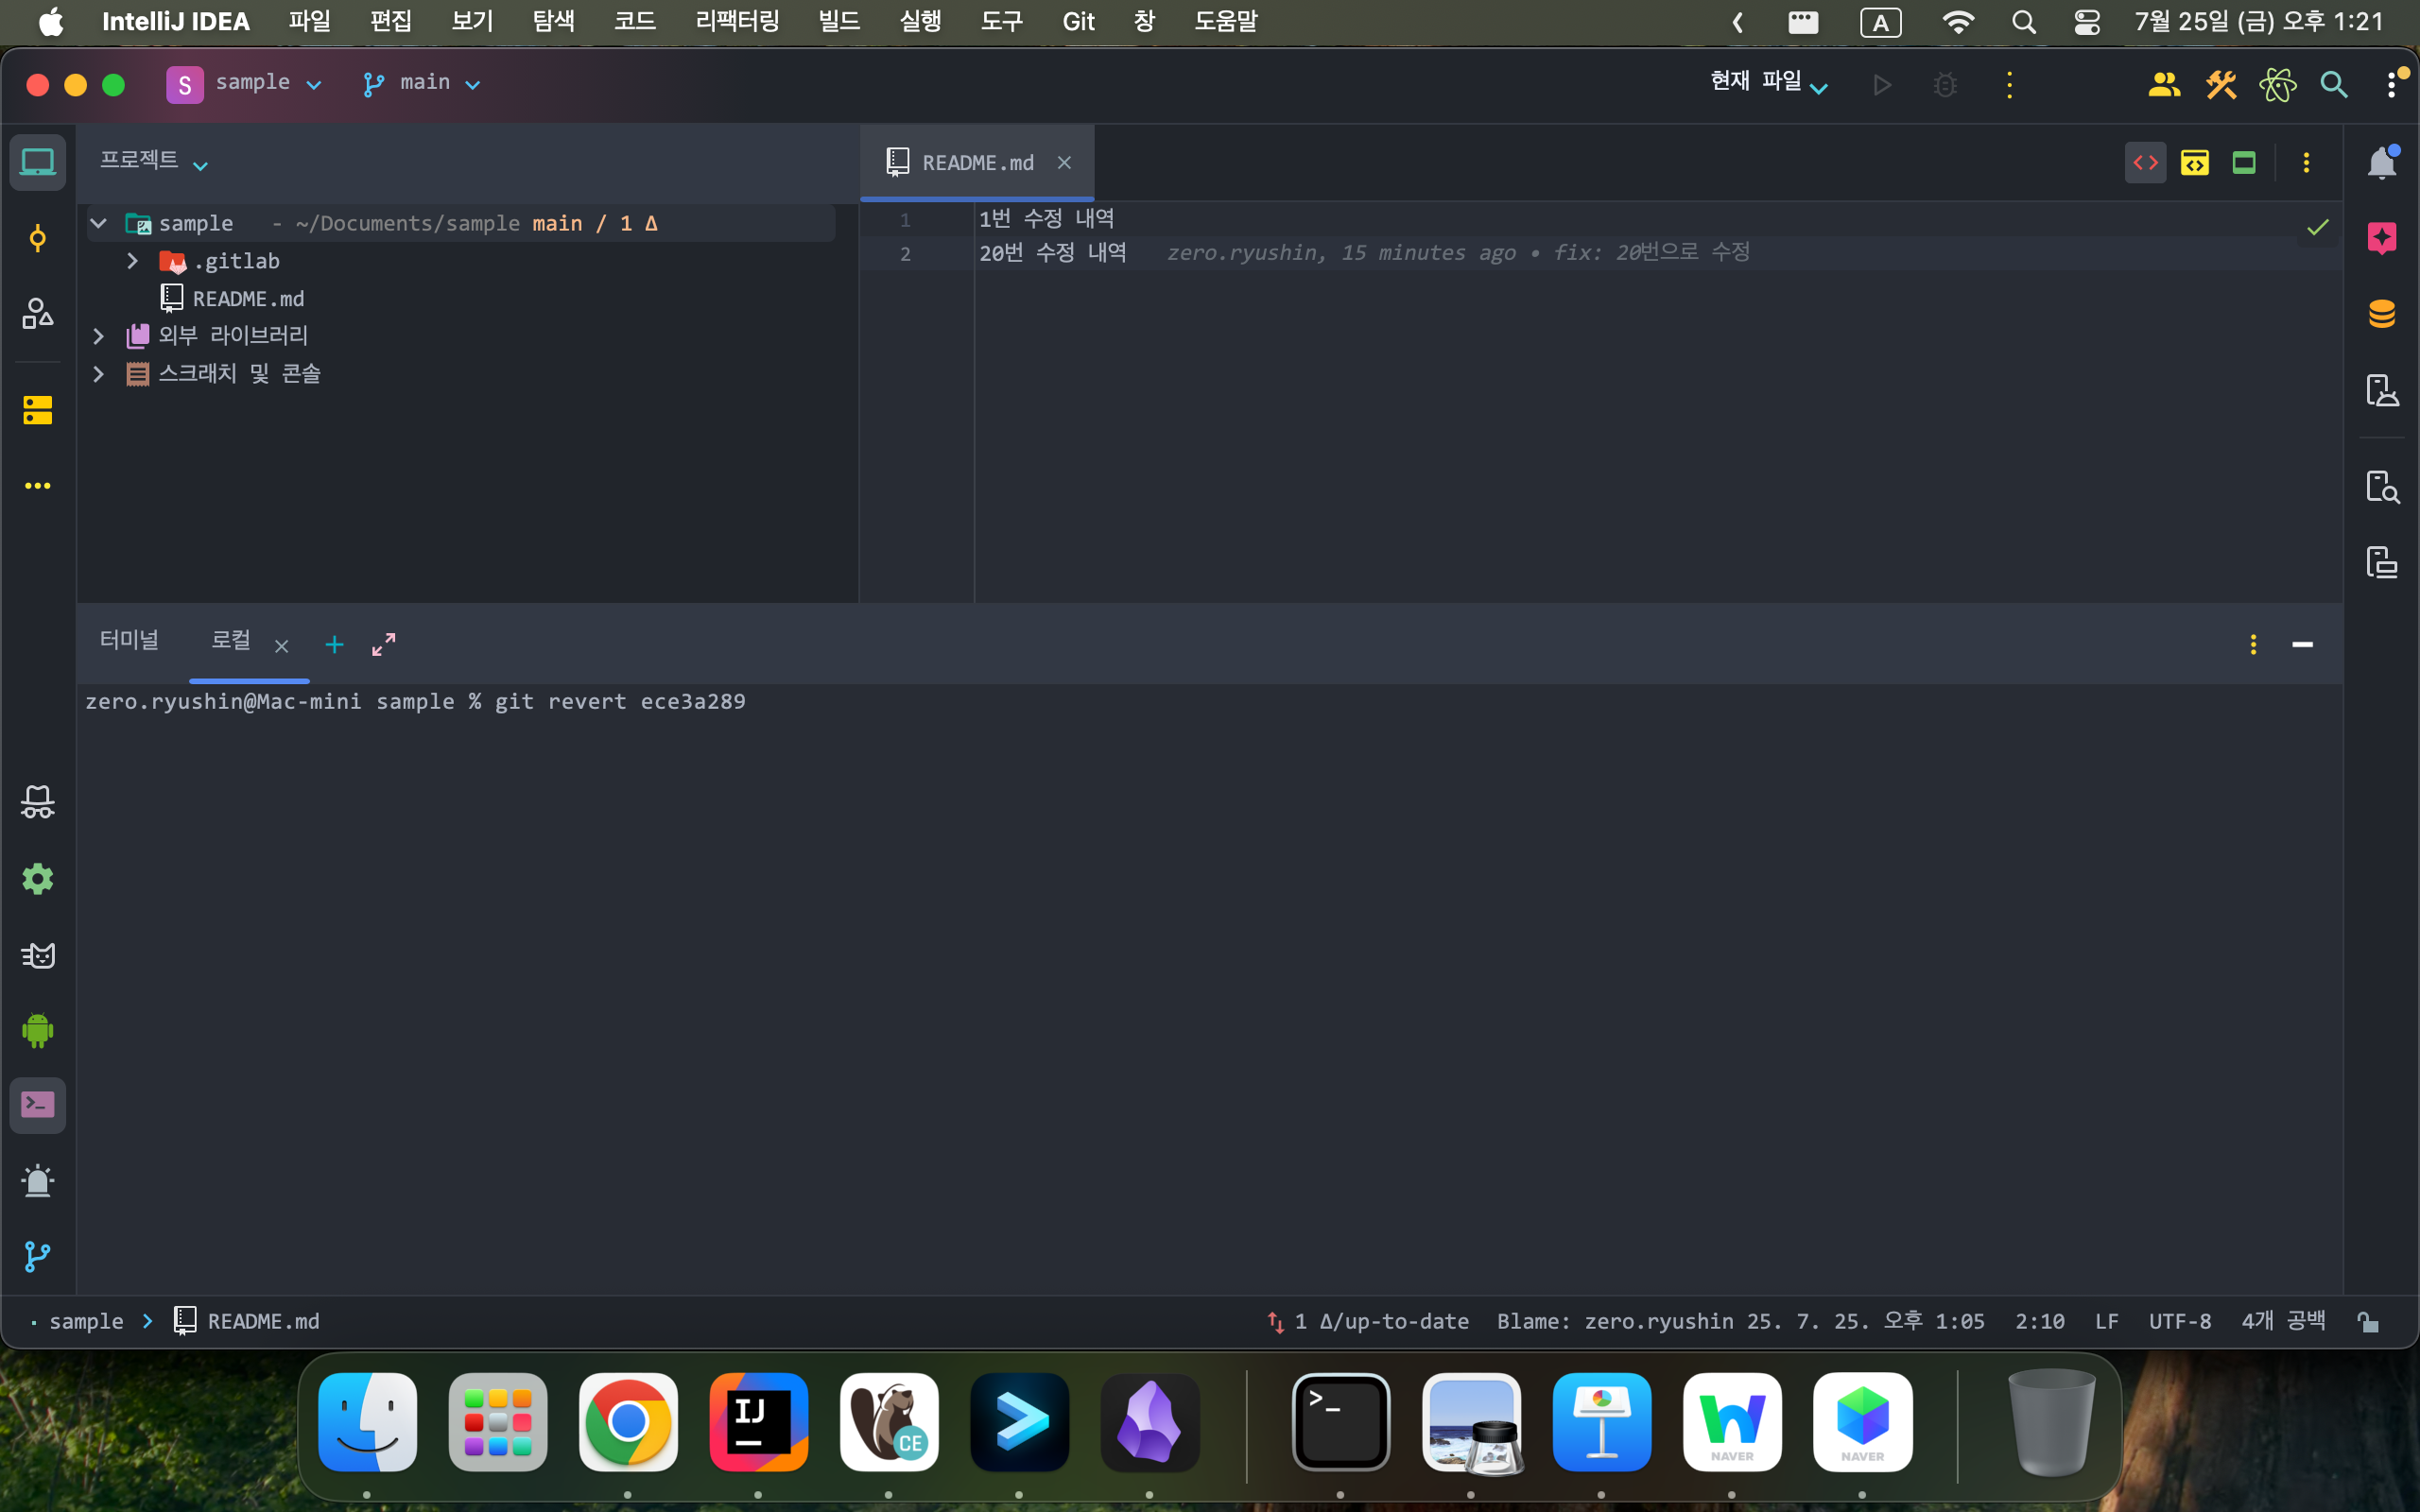 IntelliJ IDEA 파일 편집 보기 탐색 코드 리팩터링 빌드 실행 도구 Git 창 도움말 A 7월 25일 (금) 오후 1:21
S sample main 현재 파일
프로젝트 README.md
sample - ~/Documents/sample main / 1 Δ
.gitlab
README.md
외부 라이브러리
스크래치 및 콘솔
1 1번 수정 내역
2 20번 수정 내역 zero.ryushin, 15 minutes ago • fix: 20번으로 수정
터미널 로컬
zero.ryushin@Mac-mini sample % git revert ece3a289
sample README.md 1 Δ/up-to-date Blame: zero.ryushin 25. 7. 25. 오후 1:05 2:10 LF UTF-8 4개 공백
IJ CE NAVER NAVER